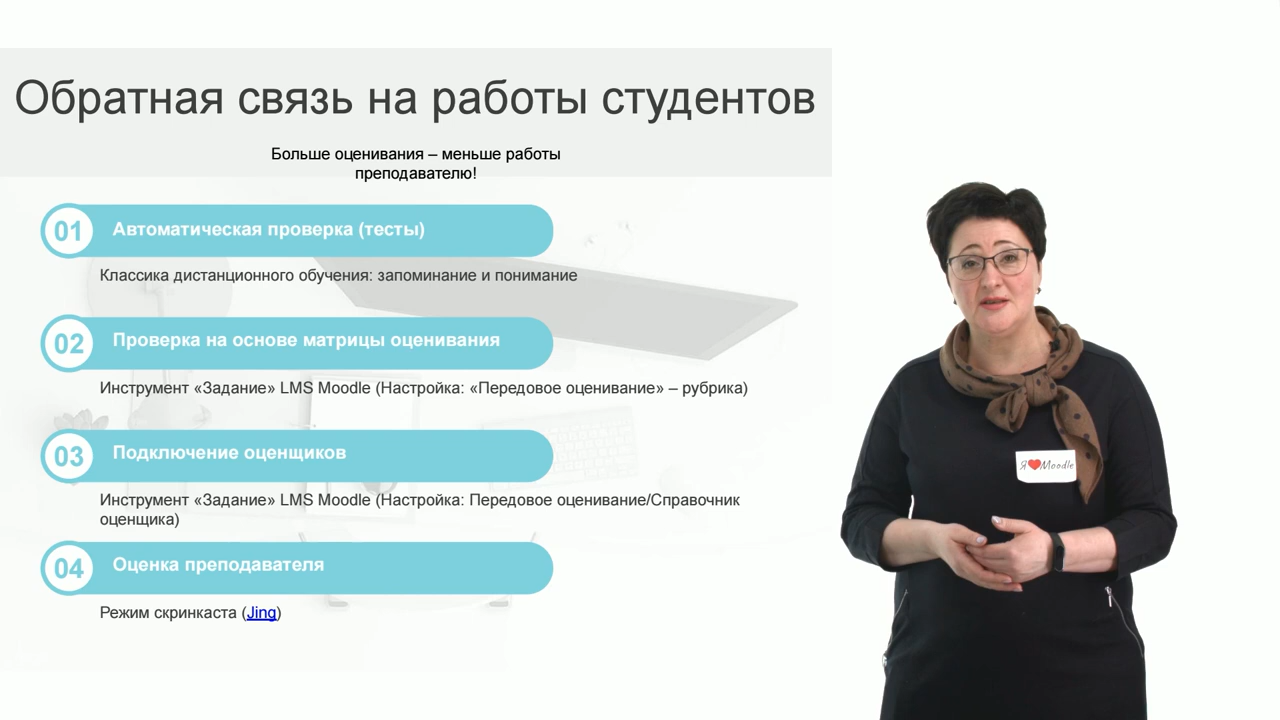 Обратная связь на работы студентов
Больше оценивания – меньше работы
преподавателю!
01 Автоматическая проверка (тесты)
Классика дистанционного обучения: запоминание и понимание
02 Проверка на основе матрицы оценивания
Инструмент «Задание» LMS Moodle (Настройка: «Передовое оценивание» – рубрика)
03 Подключение оценщиков
Инструмент «Задание» LMS Moodle (Настройка: Передовое оценивание/Справочник
оценщика)
04 Оценка преподавателя
Режим скринкаста (Jing)
Я❤Moodle